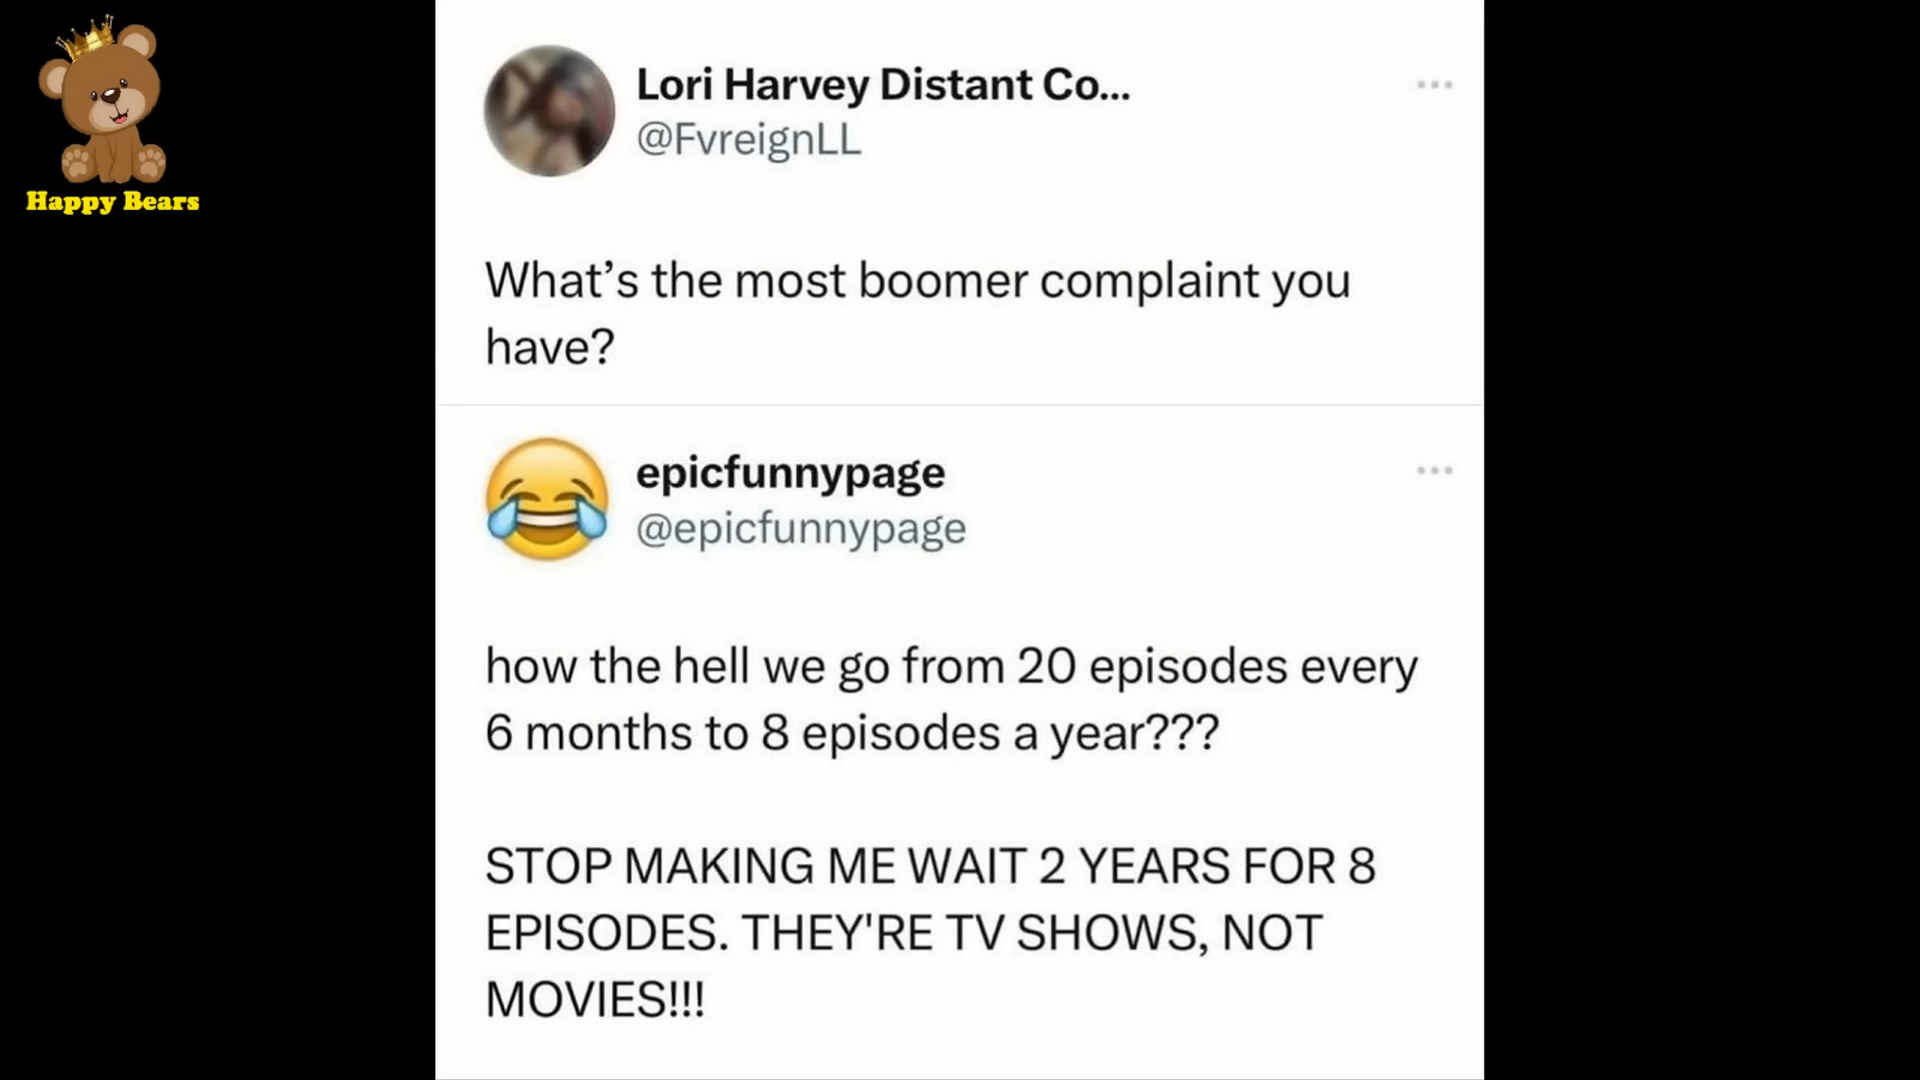 Happy Bears
Lori Harvey Distant Co...
@FvreignLL
What’s the most boomer complaint you
have?
epicfunnypage
@epicfunnypage
how the hell we go from 20 episodes every
6 months to 8 episodes a year???
STOP MAKING ME WAIT 2 YEARS FOR 8
EPISODES. THEY'RE TV SHOWS, NOT
MOVIES!!!